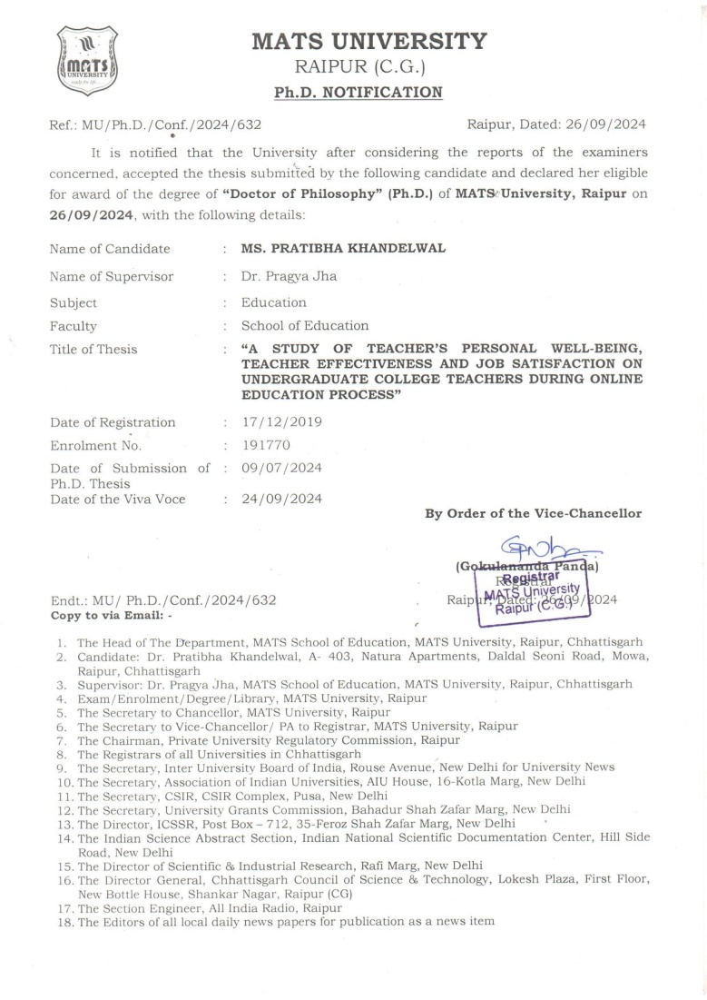 MATS UNIVERSITY
ready for life...
MATS UNIVERSITY
RAIPUR (C.G.)
Ph.D. NOTIFICATION
Ref.: MU/Ph.D./Conf./2024/632 Raipur, Dated: 26/09/2024
It is notified that the University after considering the reports of the examiners
concerned, accepted the thesis submitted by the following candidate and declared her eligible
for award of the degree of “Doctor of Philosophy” (Ph.D.) of MATS University, Raipur on
26/09/2024, with the following details:
Name of Candidate : MS. PRATIBHA KHANDELWAL
Name of Supervisor : Dr. Pragya Jha
Subject : Education
Faculty : School of Education
Title of Thesis : “A STUDY OF TEACHER’S PERSONAL WELL-BEING,
TEACHER EFFECTIVENESS AND JOB SATISFACTION ON
UNDERGRADUATE COLLEGE TEACHERS DURING ONLINE
EDUCATION PROCESS”
Date of Registration : 17/12/2019
Enrolment No. : 191770
Date of Submission of : 09/07/2024
Ph.D. Thesis
Date of the Viva Voce : 24/09/2024
By Order of the Vice-Chancellor
(Gokulananda Panda)
Registrar
Registrar
MATS University
Raipur (C.G.)
Endt.: MU/ Ph.D./Conf./2024/632 Raipur, Dated: 26/09/2024
Copy to via Email: -
1. The Head of The Department, MATS School of Education, MATS University, Raipur, Chhattisgarh
2. Candidate: Dr. Pratibha Khandelwal, A- 403, Natura Apartments, Daldal Seoni Road, Mowa,
Raipur, Chhattisgarh
3. Supervisor: Dr. Pragya Jha, MATS School of Education, MATS University, Raipur, Chhattisgarh
4. Exam/Enrolment/Degree/Library, MATS University, Raipur
5. The Secretary to Chancellor, MATS University, Raipur
6. The Secretary to Vice-Chancellor/ PA to Registrar, MATS University, Raipur
7. The Chairman, Private University Regulatory Commission, Raipur
8. The Registrars of all Universities in Chhattisgarh
9. The Secretary, Inter University Board of India, Rouse Avenue, New Delhi for University News
10. The Secretary, Association of Indian Universities, AIU House, 16-Kotla Marg, New Delhi
11. The Secretary, CSIR, CSIR Complex, Pusa, New Delhi
12. The Secretary, University Grants Commission, Bahadur Shah Zafar Marg, New Delhi
13. The Director, ICSSR, Post Box – 712, 35-Feroz Shah Zafar Marg, New Delhi
14. The Indian Science Abstract Section, Indian National Scientific Documentation Center, Hill Side
Road, New Delhi
15. The Director of Scientific & Industrial Research, Rafi Marg, New Delhi
16. The Director General, Chhattisgarh Council of Science & Technology, Lokesh Plaza, First Floor,
New Bottle House, Shankar Nagar, Raipur (CG)
17. The Section Engineer, All India Radio, Raipur
18. The Editors of all local daily news papers for publication as a news item